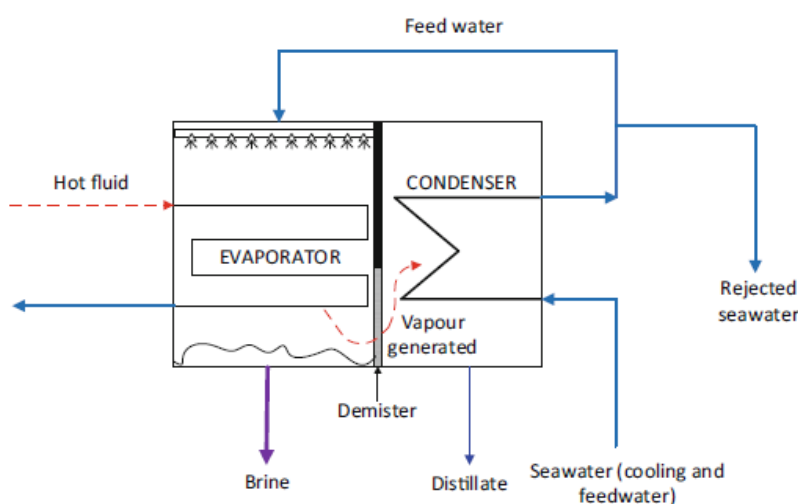 Feed water
Hot fluid
CONDENSER
EVAPORATOR
Vapour
generated
Rejected
seawater
Demister
Brine
Distillate
Seawater (cooling and
feedwater)